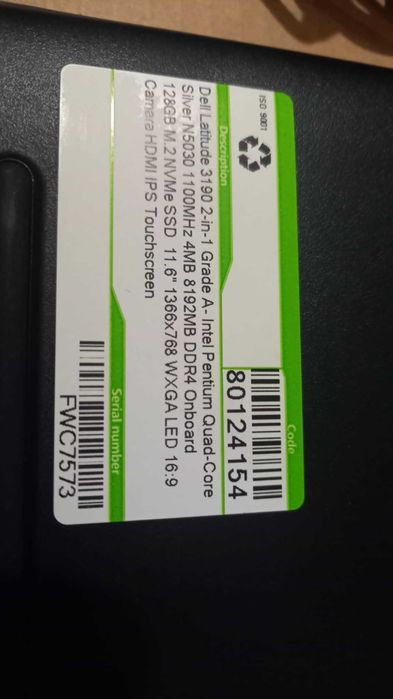 ISO 9001
Code
80124154
Description
Dell Latitude 3190 2-in-1 Grade A- Intel Pentium Quad-Core
Silver N5030 1100MHz 4MB 8192MB DDR4 Onboard
128GB M.2 NVMe SSD 11.6" 1366x768 WXGA LED 16:9
Camera HDMI IPS Touchscreen
Serial number
FWC7573